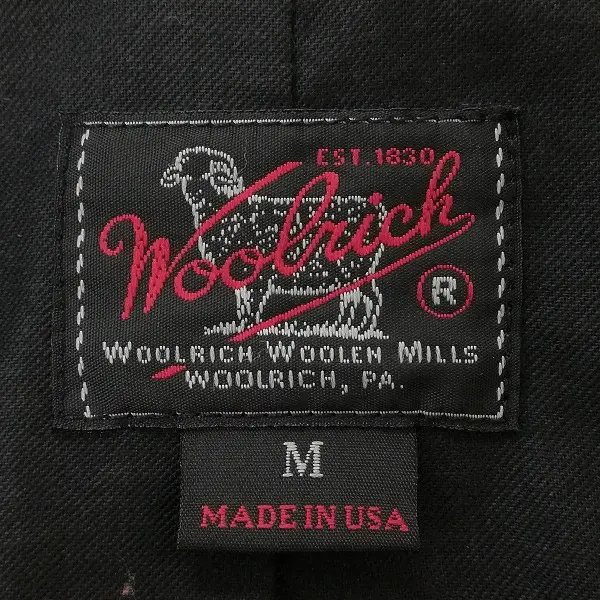 EST. 1830
Woolrich
®
WOOLRICH WOOLEN MILLS
WOOLRICH, PA.
M
MADE IN USA